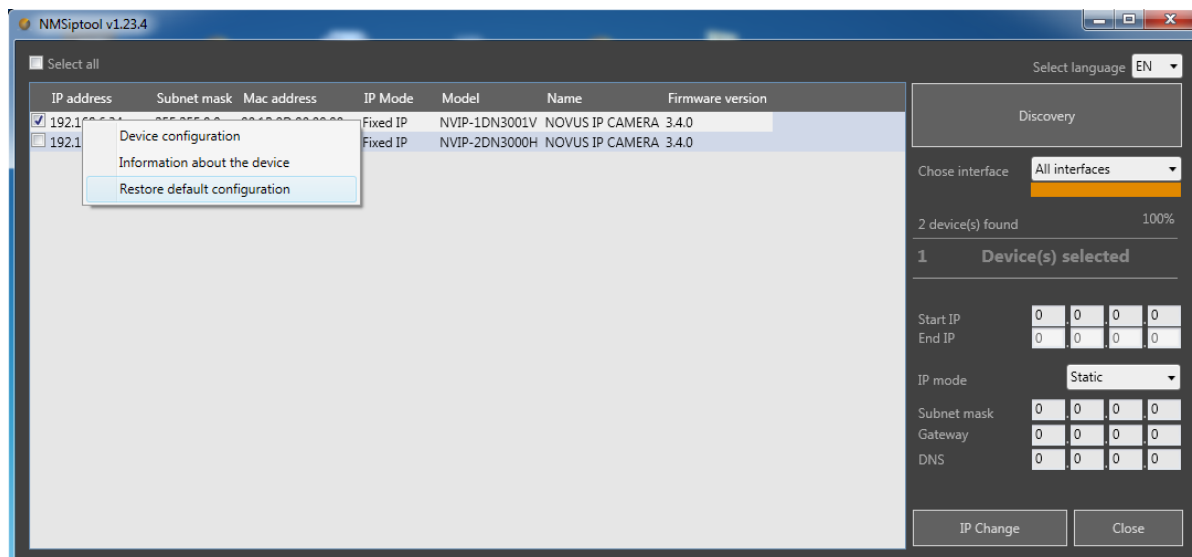 NMSiptool v1.23.4
Select all
Select language EN
IP address Subnet mask Mac address IP Mode Model Name Firmware version
Fixed IP NVIP-1DN3001V NOVUS IP CAMERA 3.4.0
192.1 Fixed IP NVIP-2DN3000H NOVUS IP CAMERA 3.4.0
Device configuration
Information about the device
Restore default configuration
Discovery
Chose interface All interfaces
2 device(s) found 100%
1 Device(s) selected
Start IP 0 . 0 . 0 . 0
End IP 0 . 0 . 0 . 0
IP mode Static
Subnet mask 0 . 0 . 0 . 0
Gateway 0 . 0 . 0 . 0
DNS 0 . 0 . 0 . 0
IP Change Close